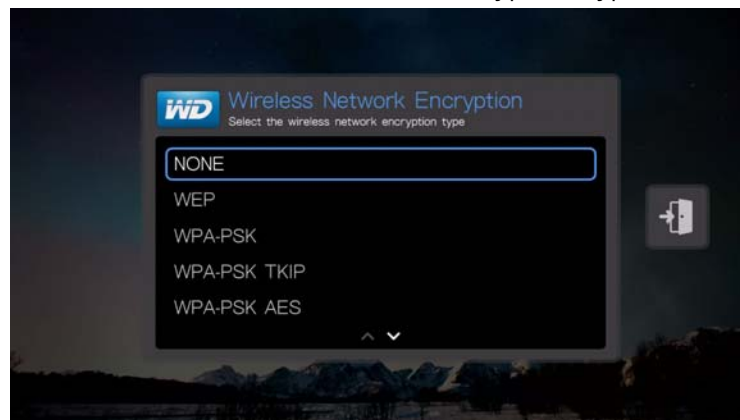 WD
Wireless Network Encryption
Select the wireless network encryption type
NONE
WEP
WPA-PSK
WPA-PSK TKIP
WPA-PSK AES